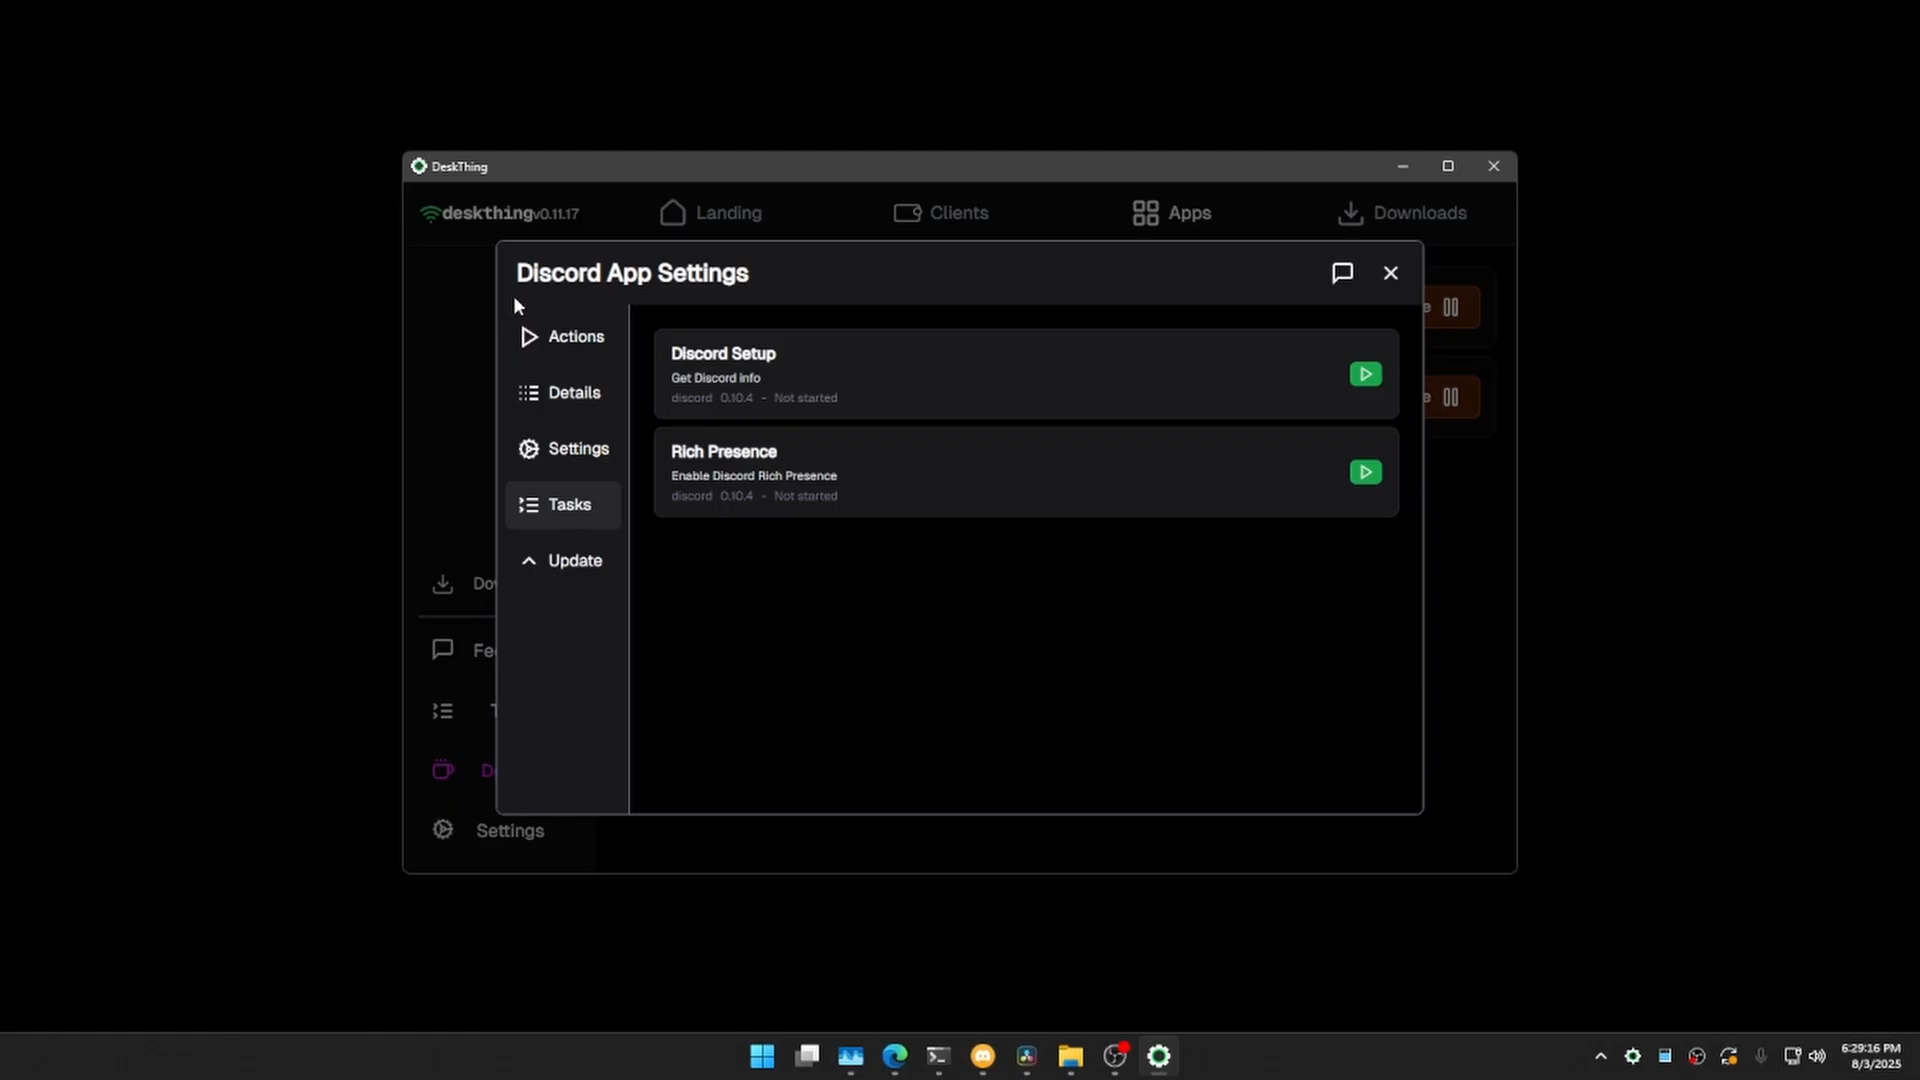 DeskThing
deskthing v0.11.17
Landing
Clients
Apps
Downloads
Discord App Settings
Actions
Details
Settings
Tasks
Update
Discord Setup
Get Discord info
discord 0.10.4 - Not started
Rich Presence
Enable Discord Rich Presence
discord 0.10.4 - Not started
Settings
6:29:16 PM
8/3/2025